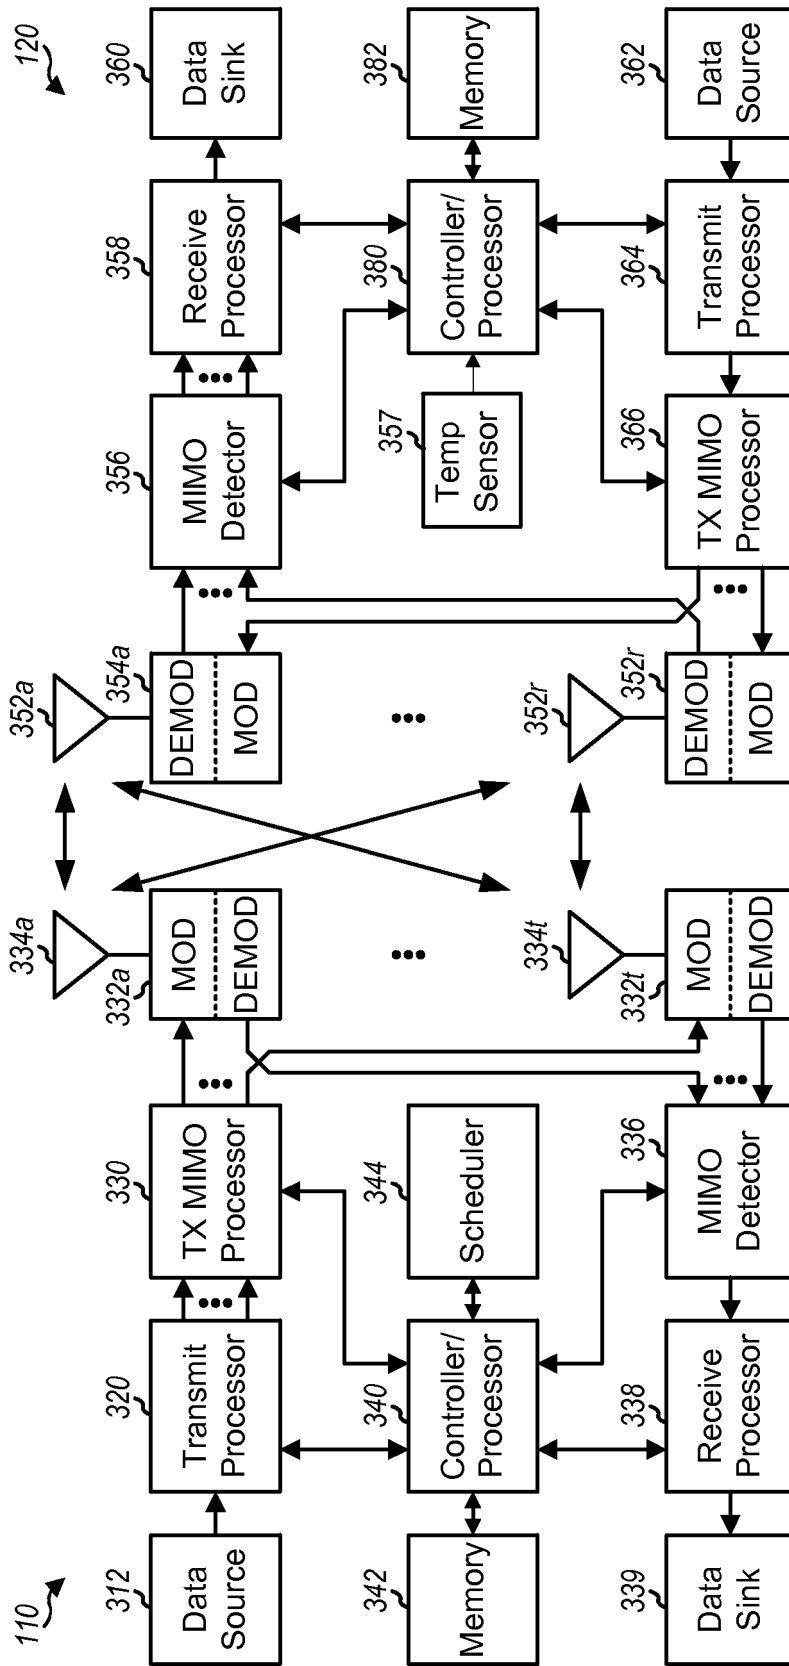 110
120
312
Data
Source
320
Transmit
Processor
330
TX MIMO
Processor
332a
MOD
DEMOD
334a
352a
354a
DEMOD
MOD
356
MIMO
Detector
358
Receive
Processor
360
Data
Sink
342
Memory
340
Controller/
Processor
344
Scheduler
357
Temp
Sensor
380
Controller/
Processor
382
Memory
339
Data
Sink
338
Receive
Processor
336
MIMO
Detector
332t
MOD
DEMOD
334t
352r
352r
DEMOD
MOD
366
TX MIMO
Processor
364
Transmit
Processor
362
Data
Source